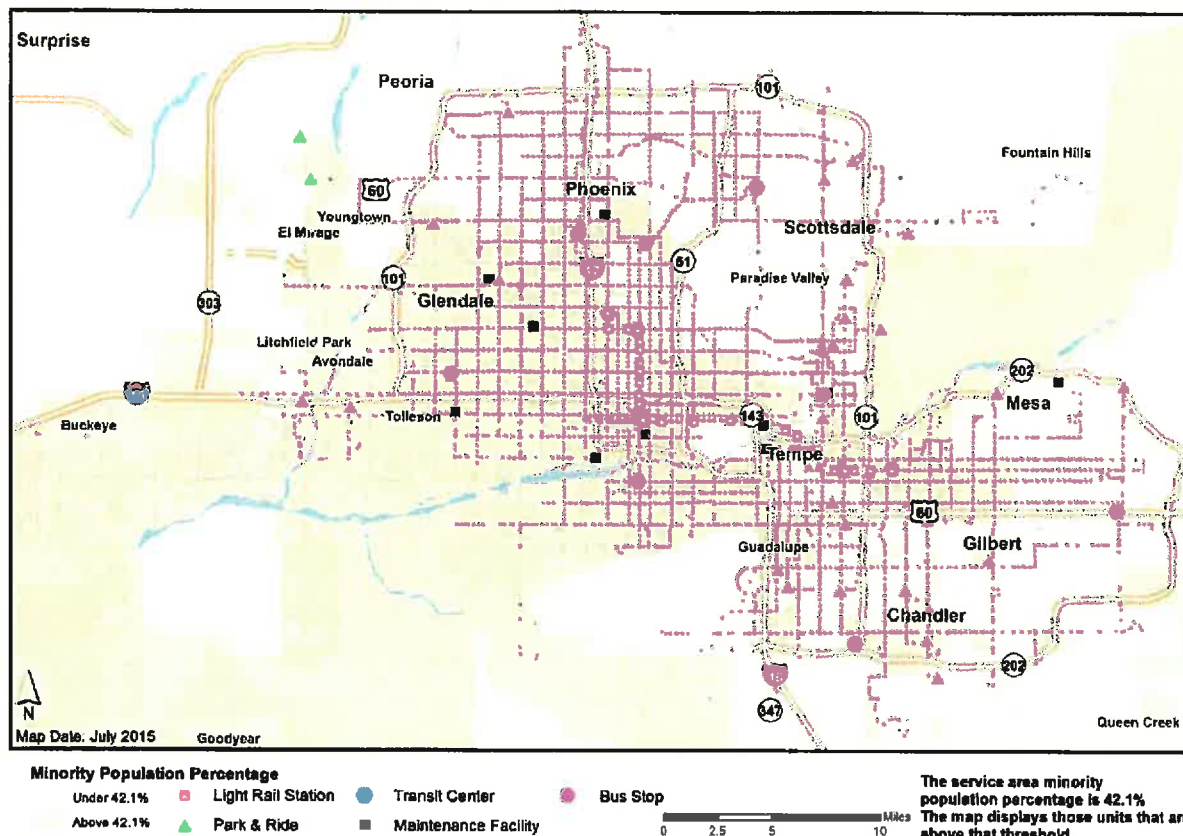 Surprise
Peoria
101
Fountain Hills
60
Phoenix
Youngtown
El Mirage
Scottsdale
51
101
Paradise Valley
303
Glendale
Litchfield Park
Avondale
202
Mesa
Buckeye
Tolleson
143
101
Tempe
60
Guadalupe
Gilbert
Chandler
202
347
N
Map Date: July 2015
Goodyear
Queen Creek
Minority Population Percentage
Under 42.1%
Above 42.1%
Light Rail Station
Park & Ride
Transit Center
Maintenance Facility
Bus Stop
Miles
0 2.5 5 10
The service area minority
population percentage is 42.1%
The map displays those units that are
above that threshold